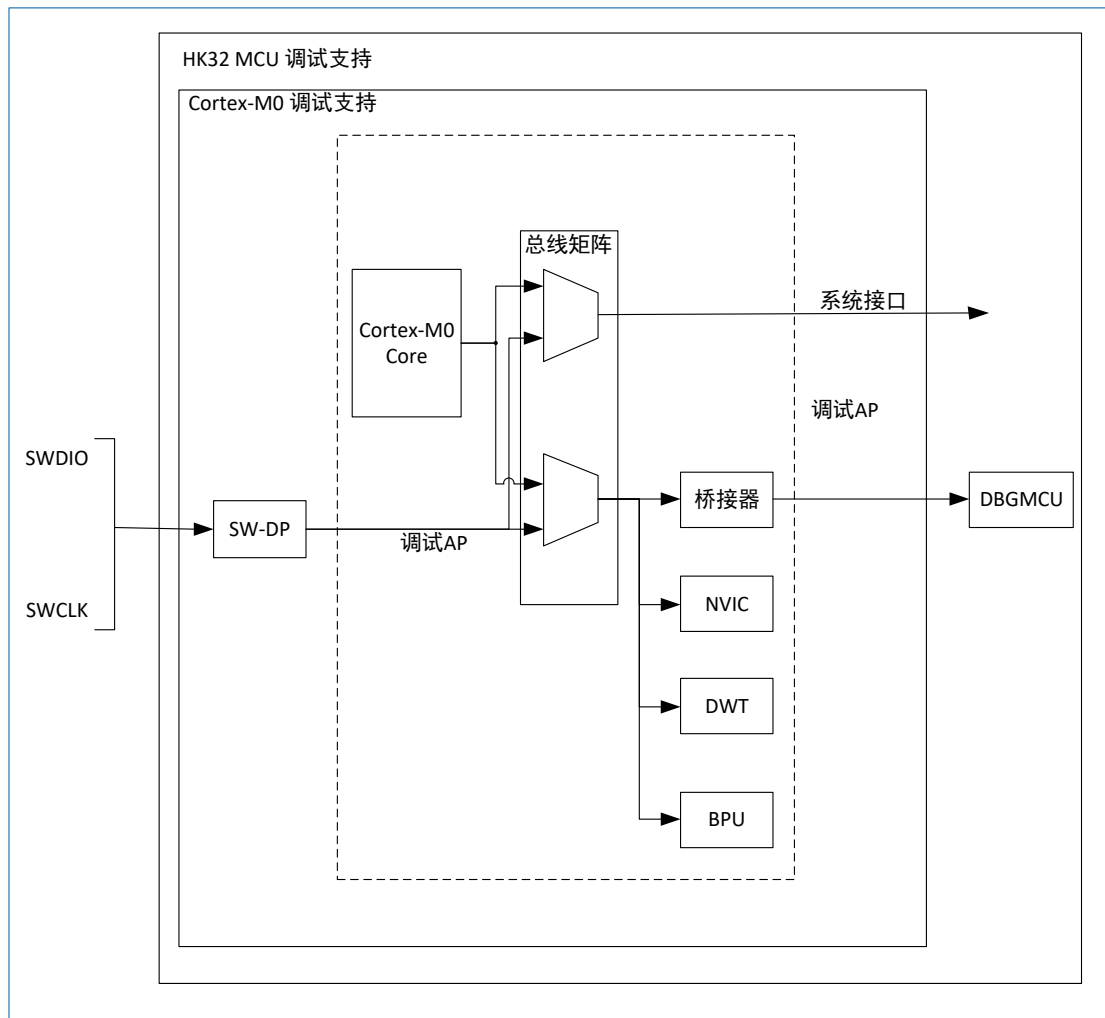 HK32 MCU 调试支持
Cortex-M0 调试支持
总线矩阵
Cortex-M0
Core
系统接口
调试AP
SWDIO
SWCLK
SW-DP
调试AP
桥接器
DBGMCU
NVIC
DWT
BPU